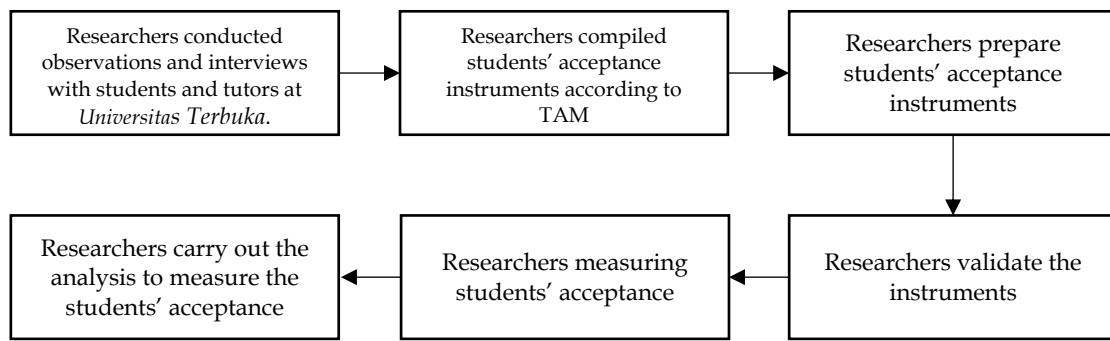 Researchers conducted
observations and interviews
with students and tutors at
Universitas Terbuka.
Researchers compiled
students’ acceptance
instruments according to
TAM
Researchers prepare
students’ acceptance
instruments
Researchers validate the
instruments
Researchers measuring
students’ acceptance
Researchers carry out the
analysis to measure the
students’ acceptance